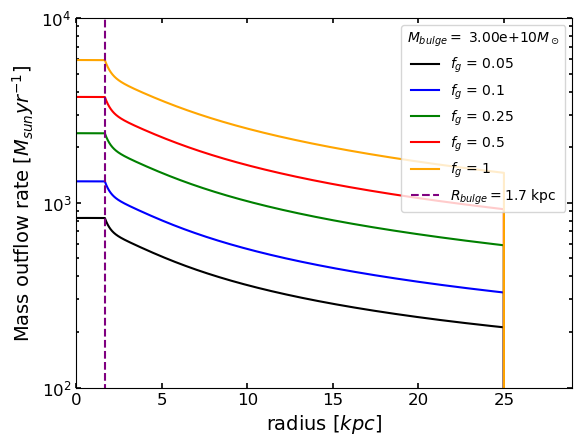 10^4
10^3
10^2
Mass outflow rate [M_sun yr^-1]
M_bulge = 3.00e+10M_⊙
f_g = 0.05
f_g = 0.1
f_g = 0.25
f_g = 0.5
f_g = 1
R_bulge = 1.7 kpc
0 5 10 15 20 25
radius [kpc]